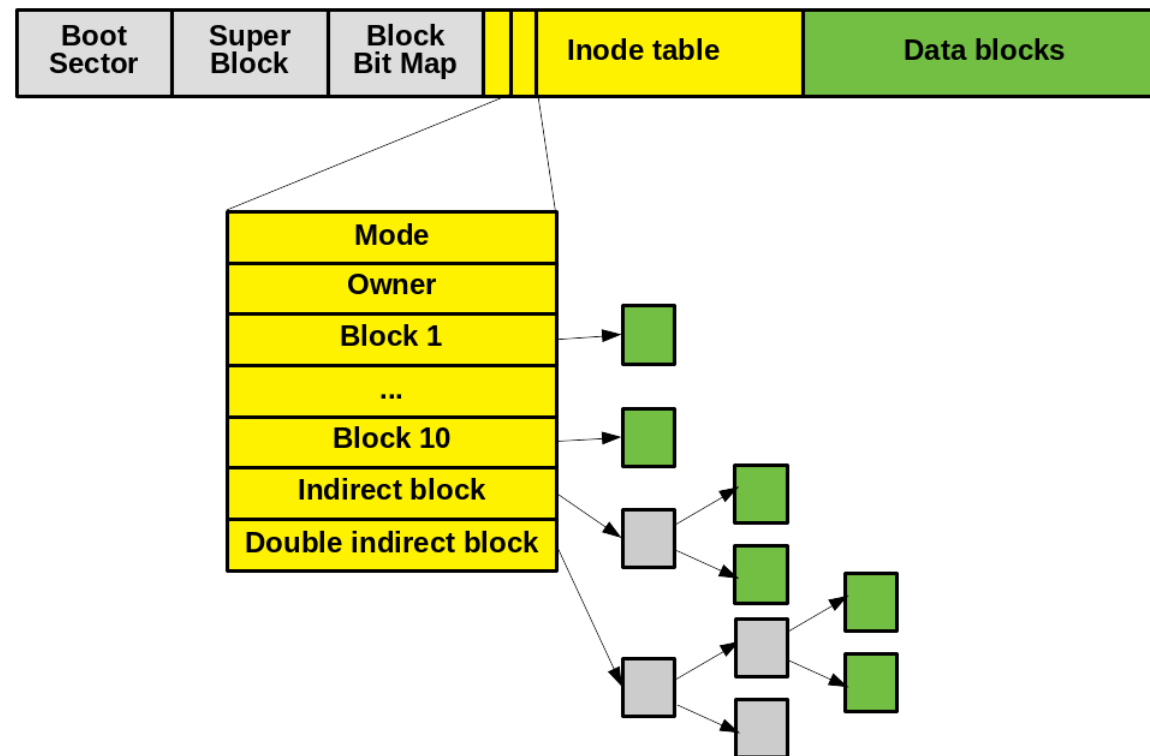 Boot
Sector
Super
Block
Block
Bit Map
Inode table
Data blocks
Mode
Owner
Block 1
...
Block 10
Indirect block
Double indirect block